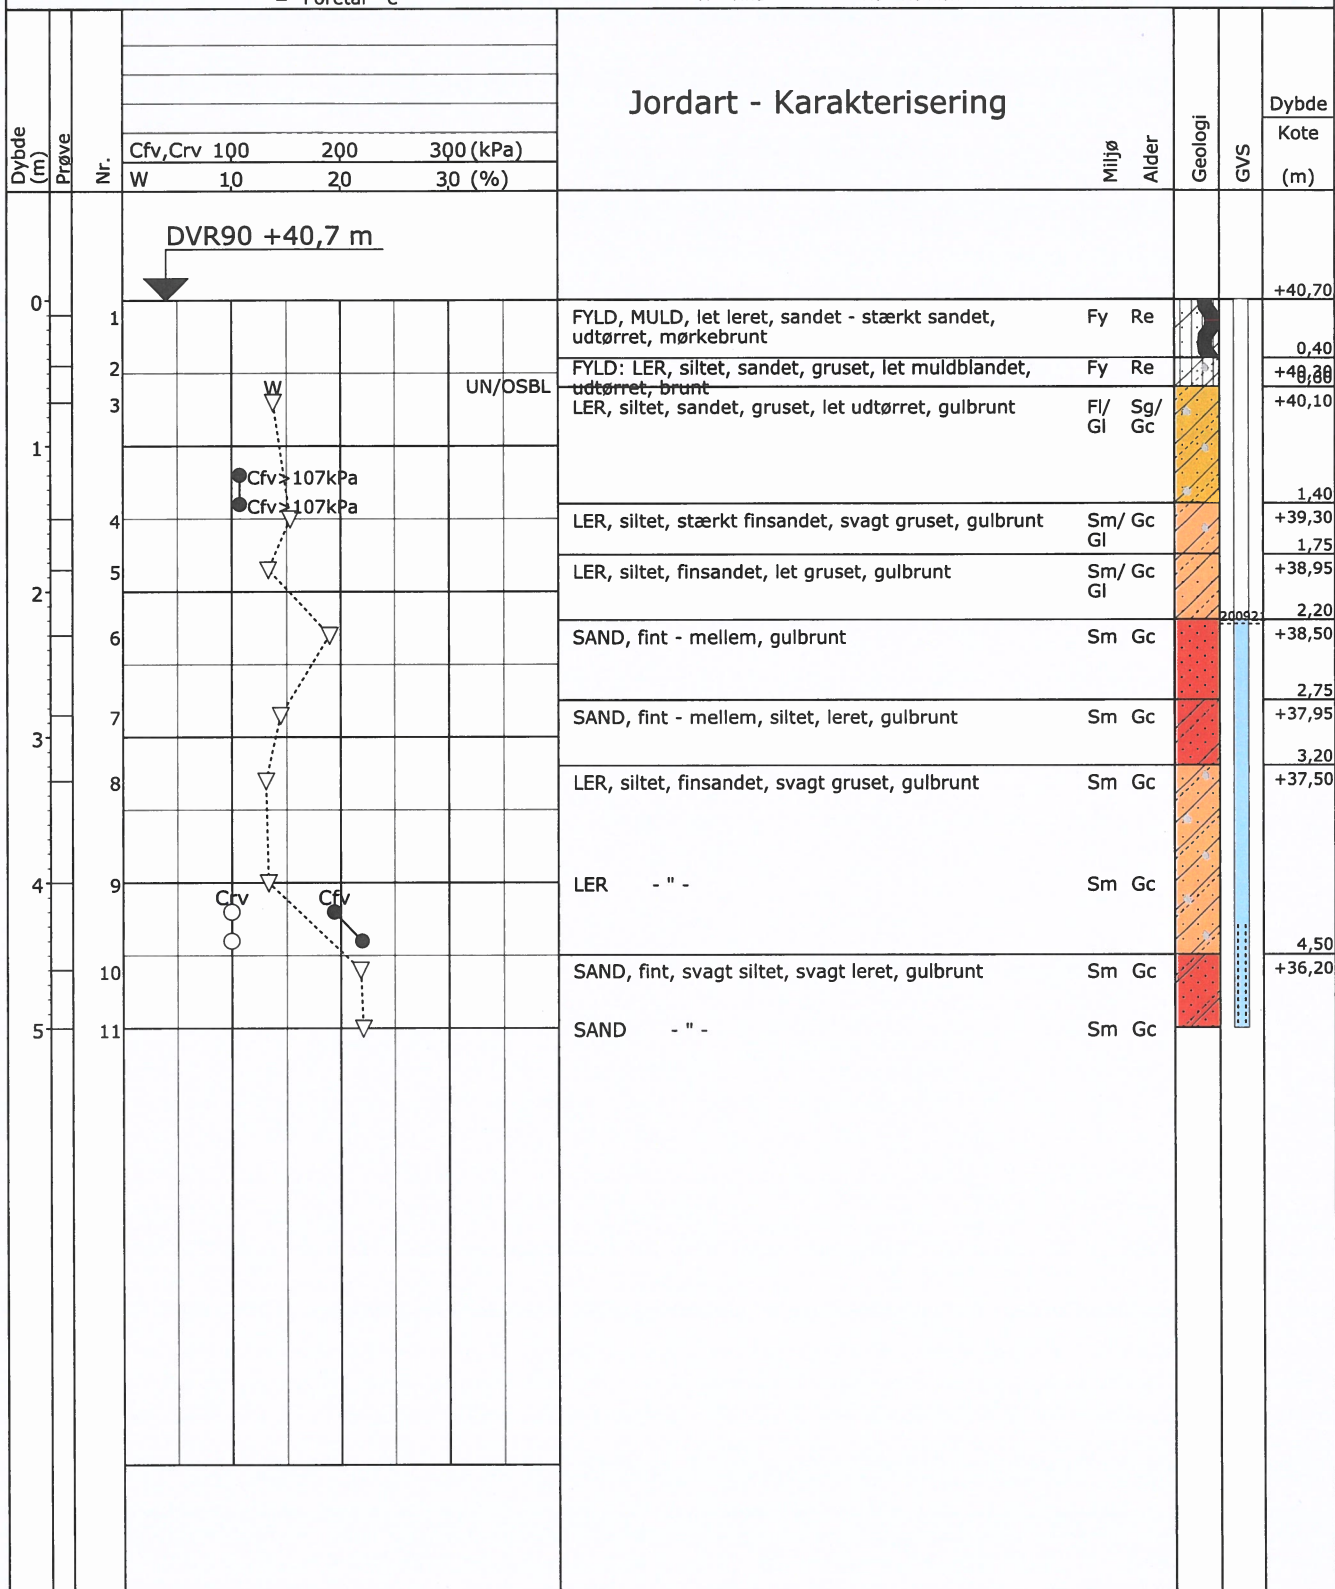 Jordart - Karakterisering
Dybde (m)
Prøve
Nr.
Cfv,Crv 100 200 300 (kPa)
W 10 20 30 (%)
Miljø
Alder
Geologi
GVS
Dybde
Kote
(m)
DVR90 +40,7 m
+40,70
0
1 FYLD, MULD, let leret, sandet - stærkt sandet, Fy Re
udtørret, mørkebrunt
0,40
2 FYLD: LER, siltet, sandet, gruset, let muldblandet, Fy Re
udtørret, brunt
+40,30
0,60
W UN/OSBL
3 LER, siltet, sandet, gruset, let udtørret, gulbrunt Fl/ Sg/ +40,10
Gl Gc
1
Cfv>107kPa
Cfv>107kPa
1,40
4 LER, siltet, stærkt finsandet, svagt gruset, gulbrunt Sm/ Gc +39,30
Gl
1,75
5 LER, siltet, finsandet, let gruset, gulbrunt Sm/ Gc +38,95
Gl
2
2,20
200921
6 SAND, fint - mellem, gulbrunt Sm Gc +38,50
2,75
7 SAND, fint - mellem, siltet, leret, gulbrunt Sm Gc +37,95
3
3,20
8 LER, siltet, finsandet, svagt gruset, gulbrunt Sm Gc +37,50
4 9 LER - " - Sm Gc
Crv Cfv
4,50
10 SAND, fint, svagt siltet, svagt leret, gulbrunt Sm Gc +36,20
5 11 SAND - " - Sm Gc